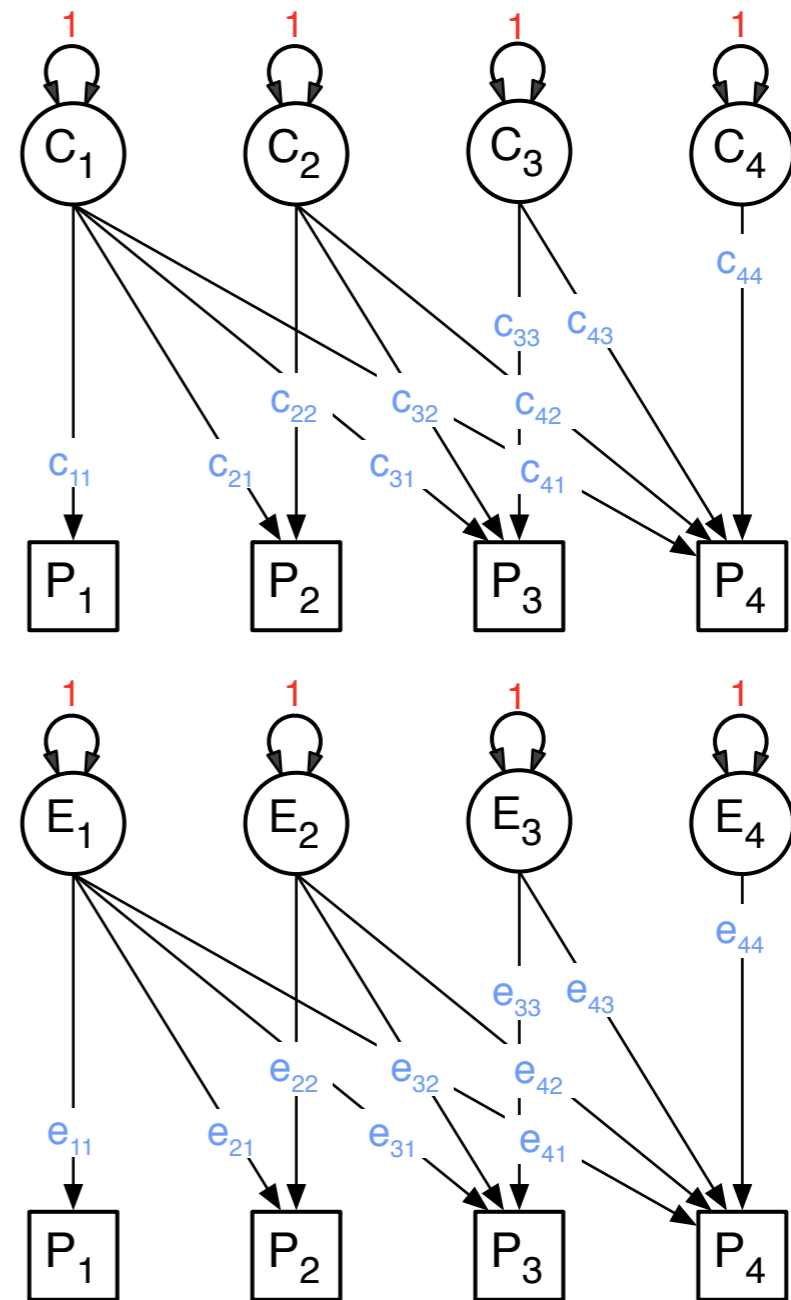 1 1 1 1
C₁ C₂ C₃ C₄
c₄₄
c₃₃ c₄₃
c₂₂ c₃₂ c₄₂
c₁₁ c₂₁ c₃₁ c₄₁
P₁ P₂ P₃ P₄
1 1 1 1
E₁ E₂ E₃ E₄
e₄₄
e₃₃ e₄₃
e₂₂ e₃₂ e₄₂
e₁₁ e₂₁ e₃₁ e₄₁
P₁ P₂ P₃ P₄